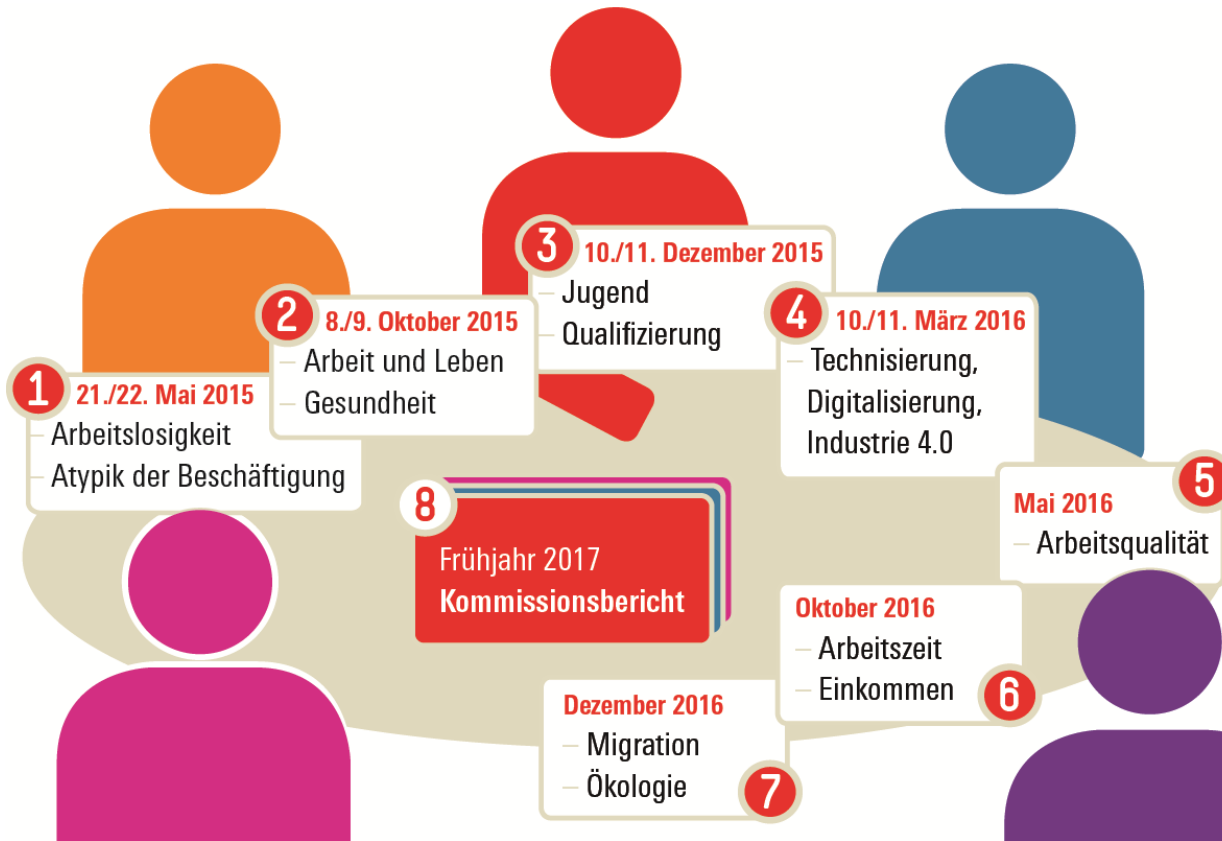 1
21./22. Mai 2015
– Arbeitslosigkeit
– Atypik der Beschäftigung
2
8./9. Oktober 2015
– Arbeit und Leben
– Gesundheit
3
10./11. Dezember 2015
– Jugend
– Qualifizierung
4
10./11. März 2016
– Technisierung,
Digitalisierung,
Industrie 4.0
5
Mai 2016
– Arbeitsqualität
Oktober 2016
– Arbeitszeit
– Einkommen
6
Dezember 2016
– Migration
– Ökologie
7
8
Frühjahr 2017
Kommissionsbericht